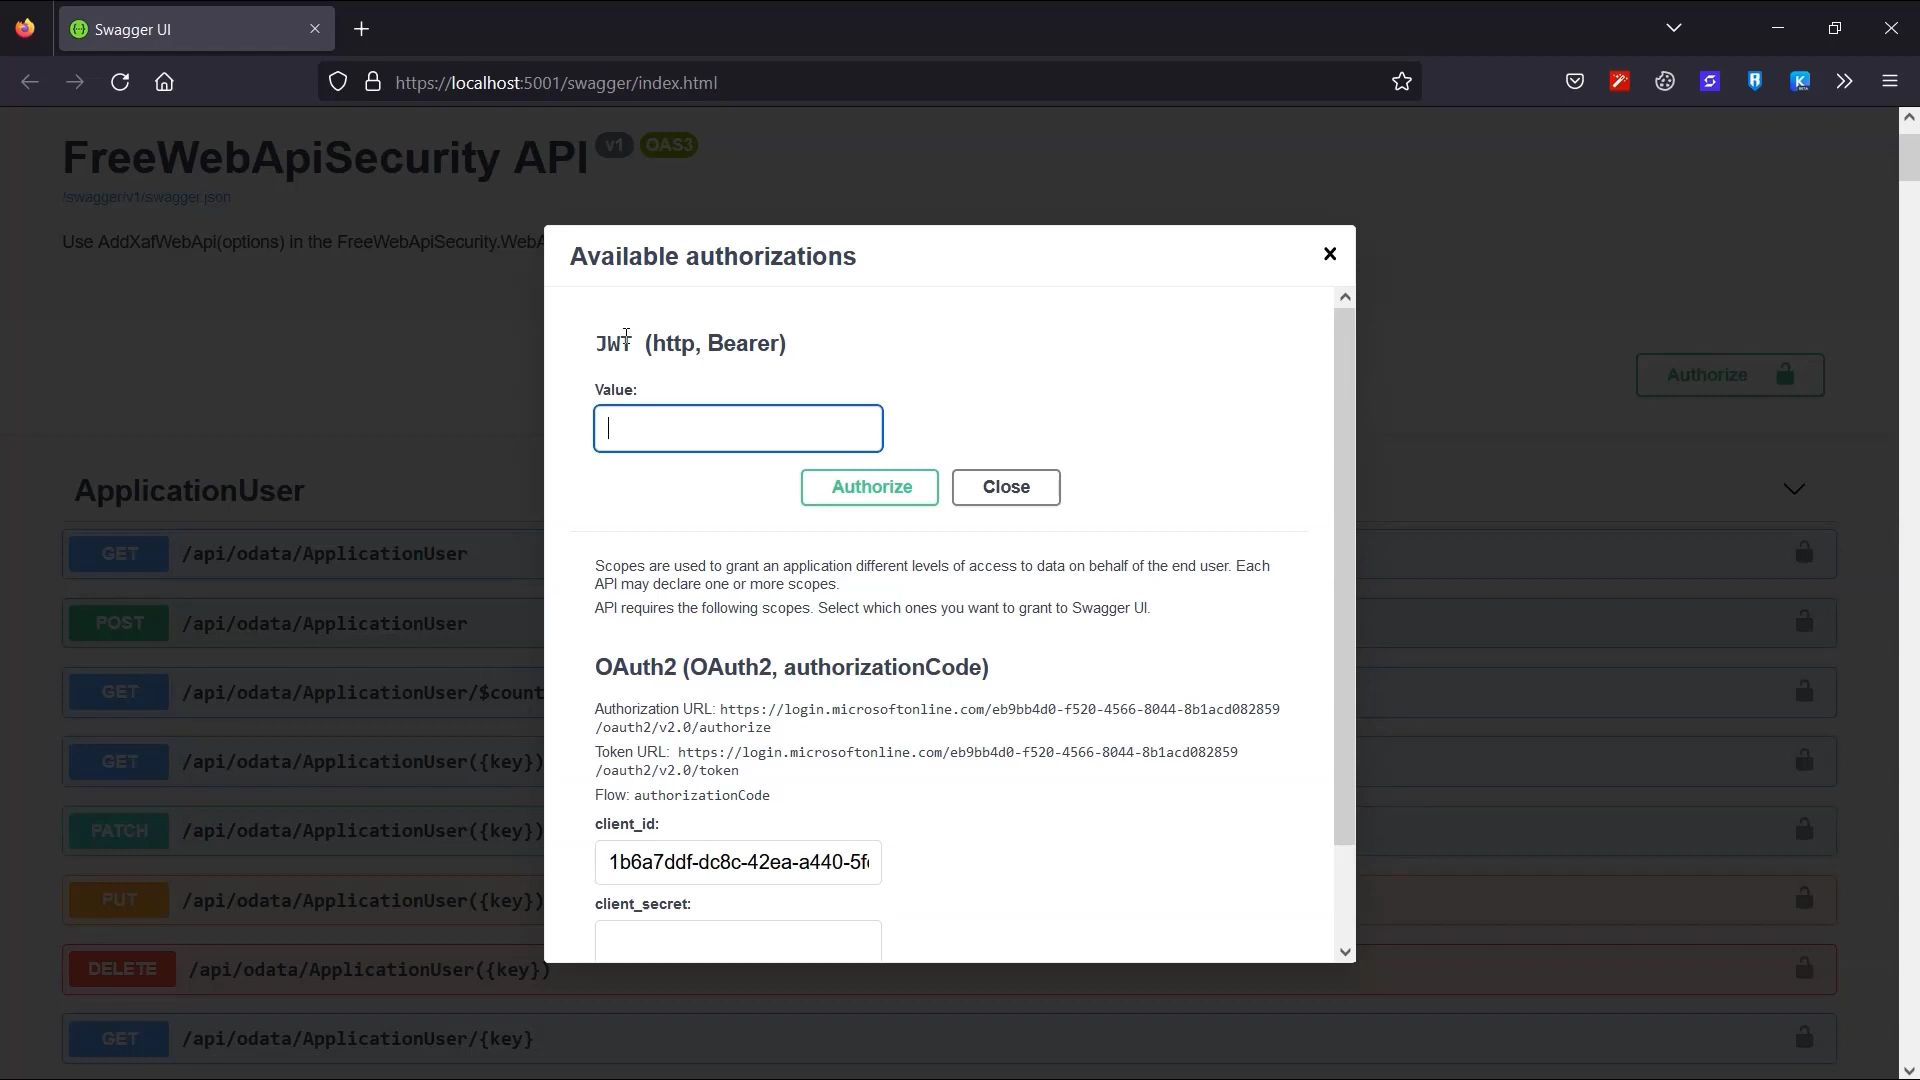 Swagger UI
https://localhost:5001/swagger/index.html
FreeWebApiSecurity API v1 OAS3
/swagger/v1/swagger.json
Use AddXafWebApi(options) in the FreeWebApiSecurity.WebA
Available authorizations
JWT (http, Bearer)
Value:
Authorize
Authorize Close
ApplicationUser
Scopes are used to grant an application different levels of access to data on behalf of the end user. Each
API may declare one or more scopes.
API requires the following scopes. Select which ones you want to grant to Swagger UI.
OAuth2 (OAuth2, authorizationCode)
Authorization URL: https://login.microsoftonline.com/eb9bb4d0-f520-4566-8044-8b1acd082859
/oauth2/v2.0/authorize
Token URL: https://login.microsoftonline.com/eb9bb4d0-f520-4566-8044-8b1acd082859
/oauth2/v2.0/token
Flow: authorizationCode
client_id:
1b6a7ddf-dc8c-42ea-a440-5f
client_secret:
GET /api/odata/ApplicationUser
POST /api/odata/ApplicationUser
GET /api/odata/ApplicationUser/$count
GET /api/odata/ApplicationUser({key})
PATCH /api/odata/ApplicationUser({key})
PUT /api/odata/ApplicationUser({key})
DELETE /api/odata/ApplicationUser({key})
GET /api/odata/ApplicationUser/{key}